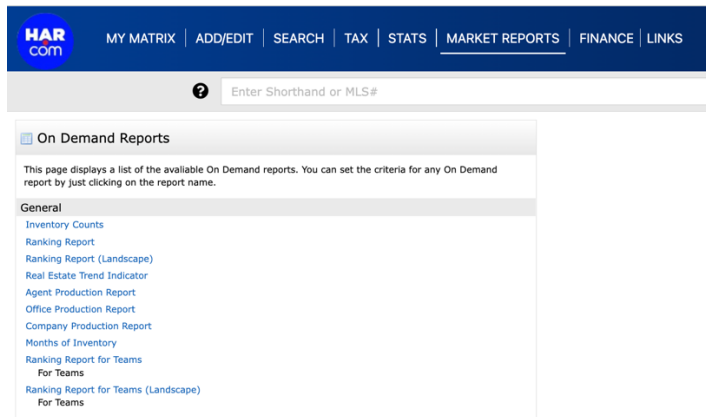 HAR
com
MY MATRIX | ADD/EDIT | SEARCH | TAX | STATS | MARKET REPORTS | FINANCE | LINKS
? Enter Shorthand or MLS#
On Demand Reports
This page displays a list of the avaliable On Demand reports. You can set the criteria for any On Demand
report by just clicking on the report name.
General
Inventory Counts
Ranking Report
Ranking Report (Landscape)
Real Estate Trend Indicator
Agent Production Report
Office Production Report
Company Production Report
Months of Inventory
Ranking Report for Teams
For Teams
Ranking Report for Teams (Landscape)
For Teams